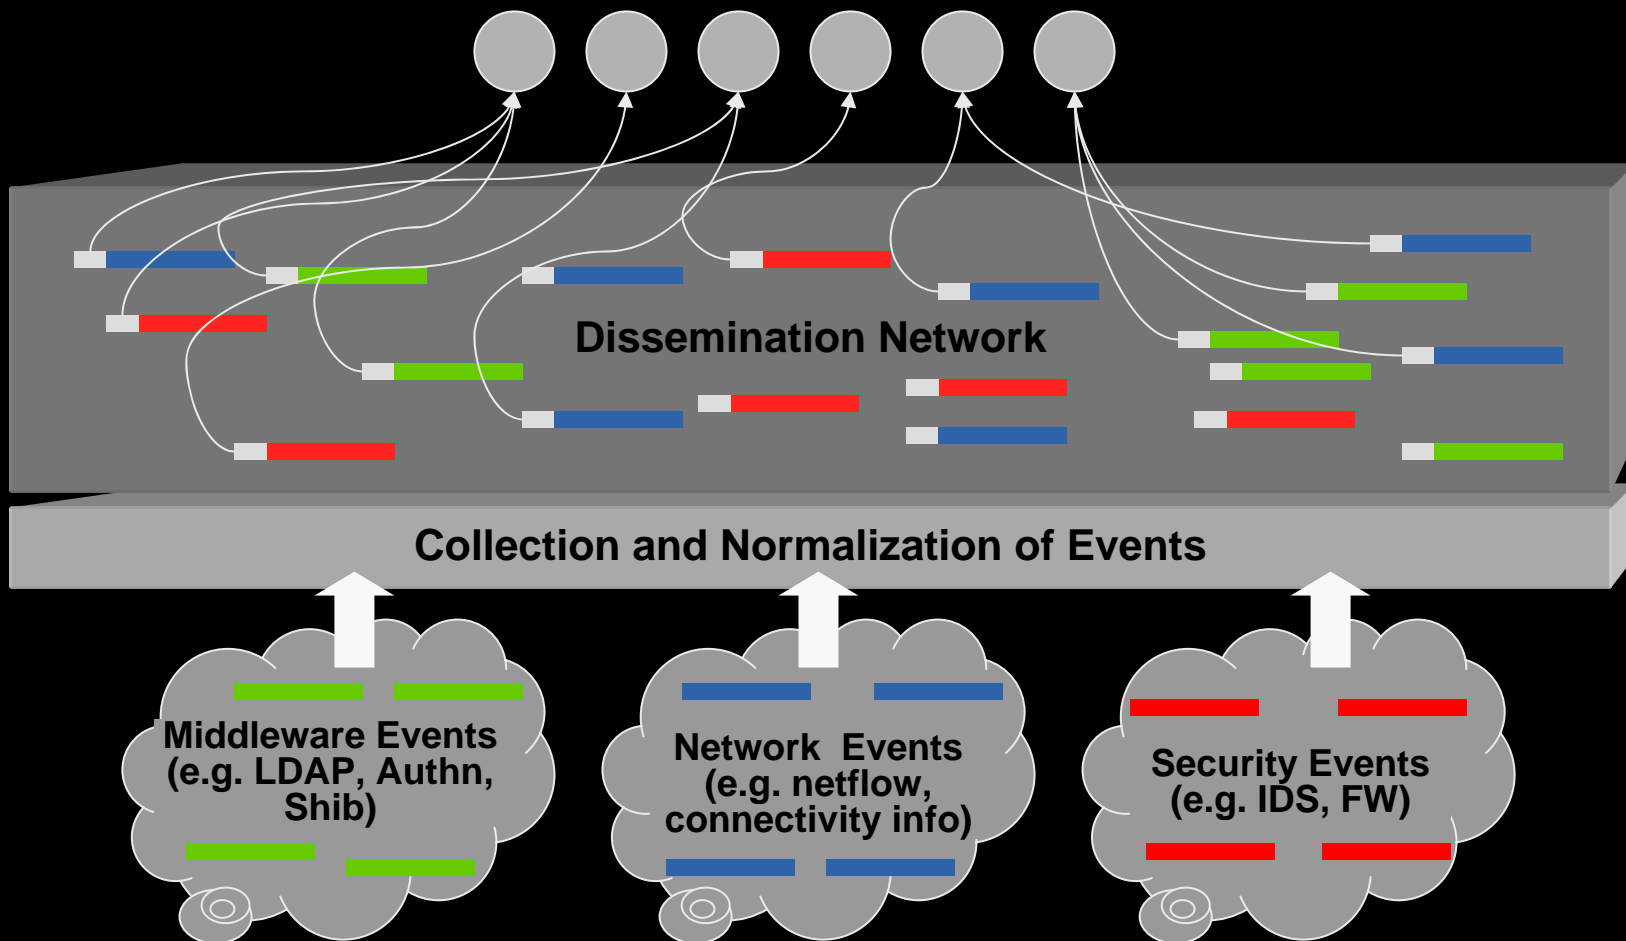 Dissemination Network
Collection and Normalization of Events
Middleware Events
(e.g. LDAP, Authn,
Shib)
Network  Events
(e.g. netflow,
connectivity info)
Security Events
(e.g. IDS, FW)